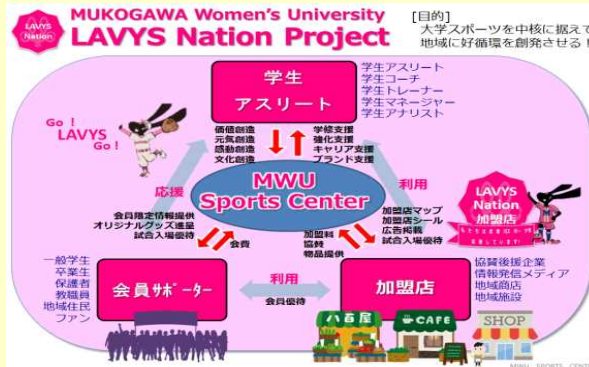 LAVYS
Nation
MUKOGAWA Women's University
LAVYS Nation Project
[目的]
大学スポーツを中核に据えて
地域に好循環を創発させる！
学生
アスリート
学生アスリート
学生コーチ
学生トレーナー
学生マネージャー
学生アナリスト
Go！
LAVYS
Go！
価値創造
元気創造
感動創造
文化創造
学修支援
強化支援
キャリア支援
ブランド支援
応援
MWU
Sports Center
利用
LAVYS
Nation
加盟店
会員限定情報提供
オリジナルグッズ進呈
試合入場優待
会費
加盟料
協賛
物品提供
加盟店マップ
加盟店シール
広告掲載
試合入場優待
一般学生
卒業生
保護者
教職員
地域住民
ファン
会員サポーター
利用
会員優待
加盟店
協賛後援企業
情報発信メディア
地域商店
地域施設
八百屋
CAFE
SHOP
MWU SPORTS CENTER